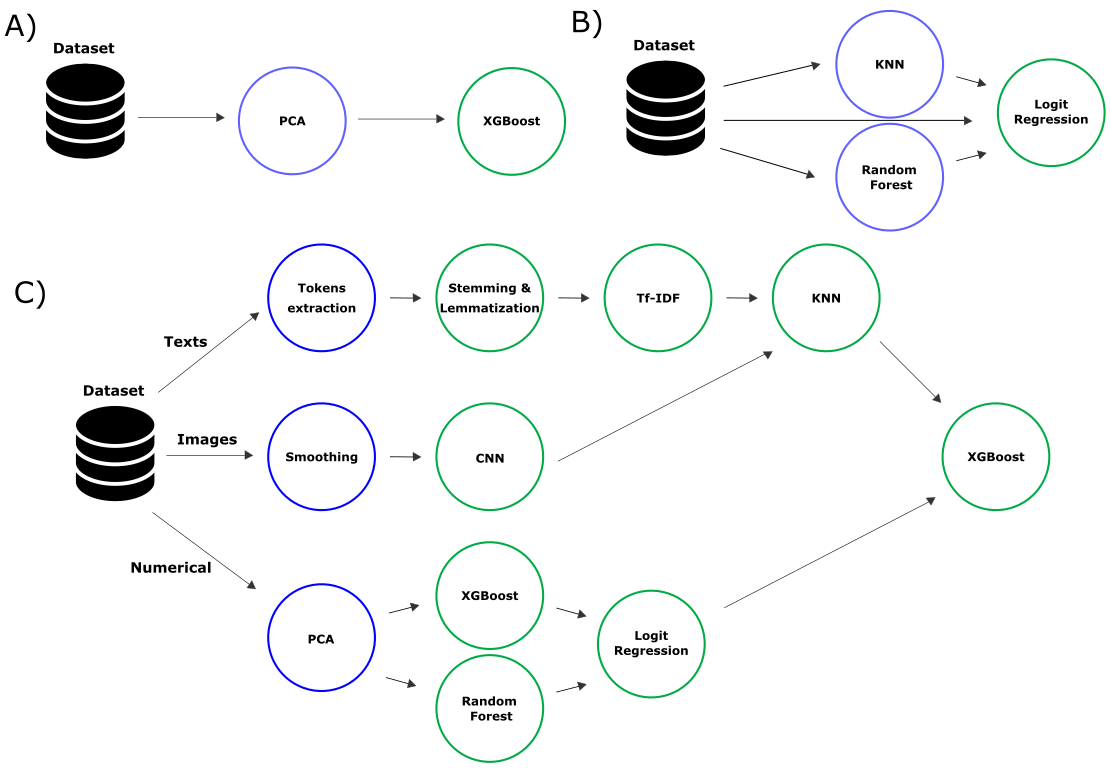 A)
Dataset
PCA
XGBoost
B)
Dataset
KNN
Random
Forest
Logit
Regression
C)
Dataset
Texts
Tokens
extraction
Stemming &
Lemmatization
Tf-IDF
KNN
Images
Smoothing
CNN
XGBoost
Numerical
PCA
XGBoost
Random
Forest
Logit
Regression